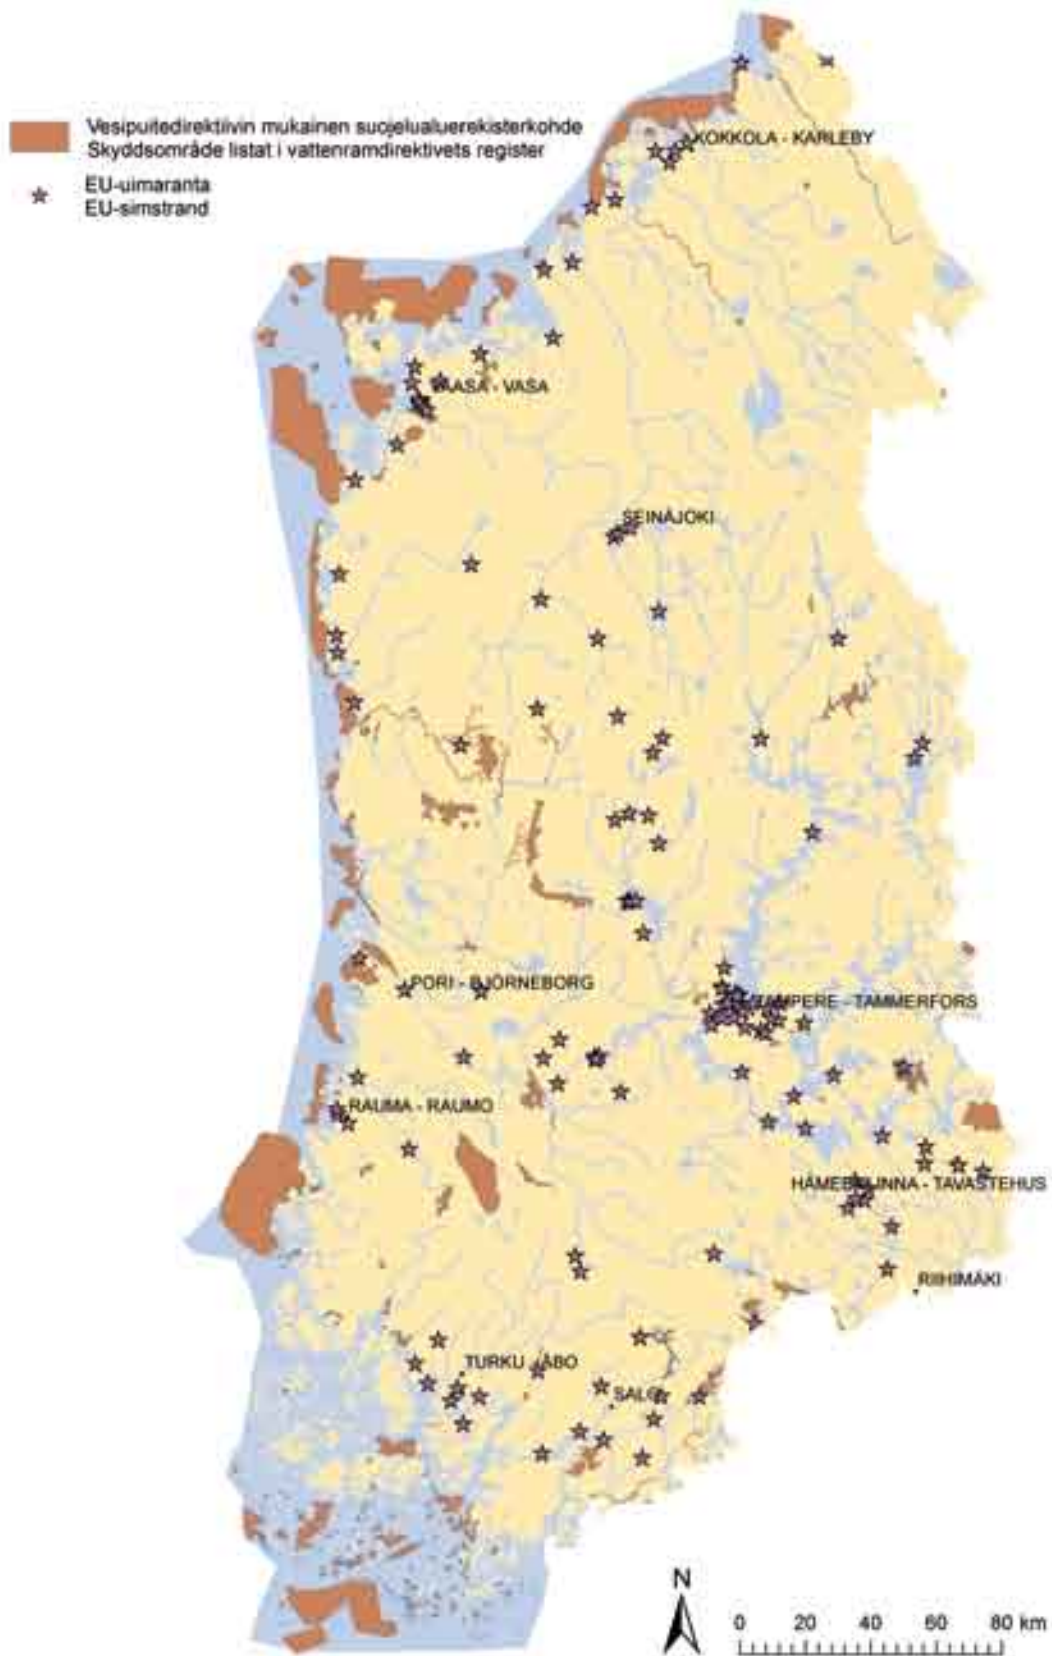 Vesipuitedirektiivin mukainen suojelualuerekisterkohde
Skyddsområde listat i vattenramdirektivets register
EU-uimaranta
EU-simstrand
KOKKOLA - KARLEBY
VAASA - VASA
SEINÄJOKI
PORI - BJÖRNEBORG
TAMPERE - TAMMERFORS
RAUMA - RAUMO
HÄMEENLINNA - TAVASTEHUS
RIIHIMÄKI
TURKU - ÅBO
SALO
N
0 20 40 60 80 km